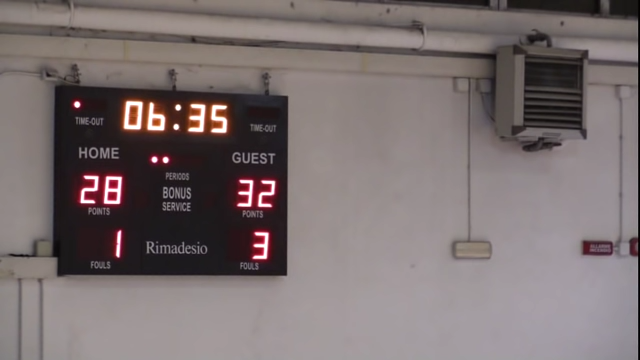 06:35
TIME-OUT
TIME-OUT
HOME
GUEST
PERIODS
28
32
BONUS
POINTS
SERVICE
POINTS
1
3
Rimadesio
FOULS
FOULS